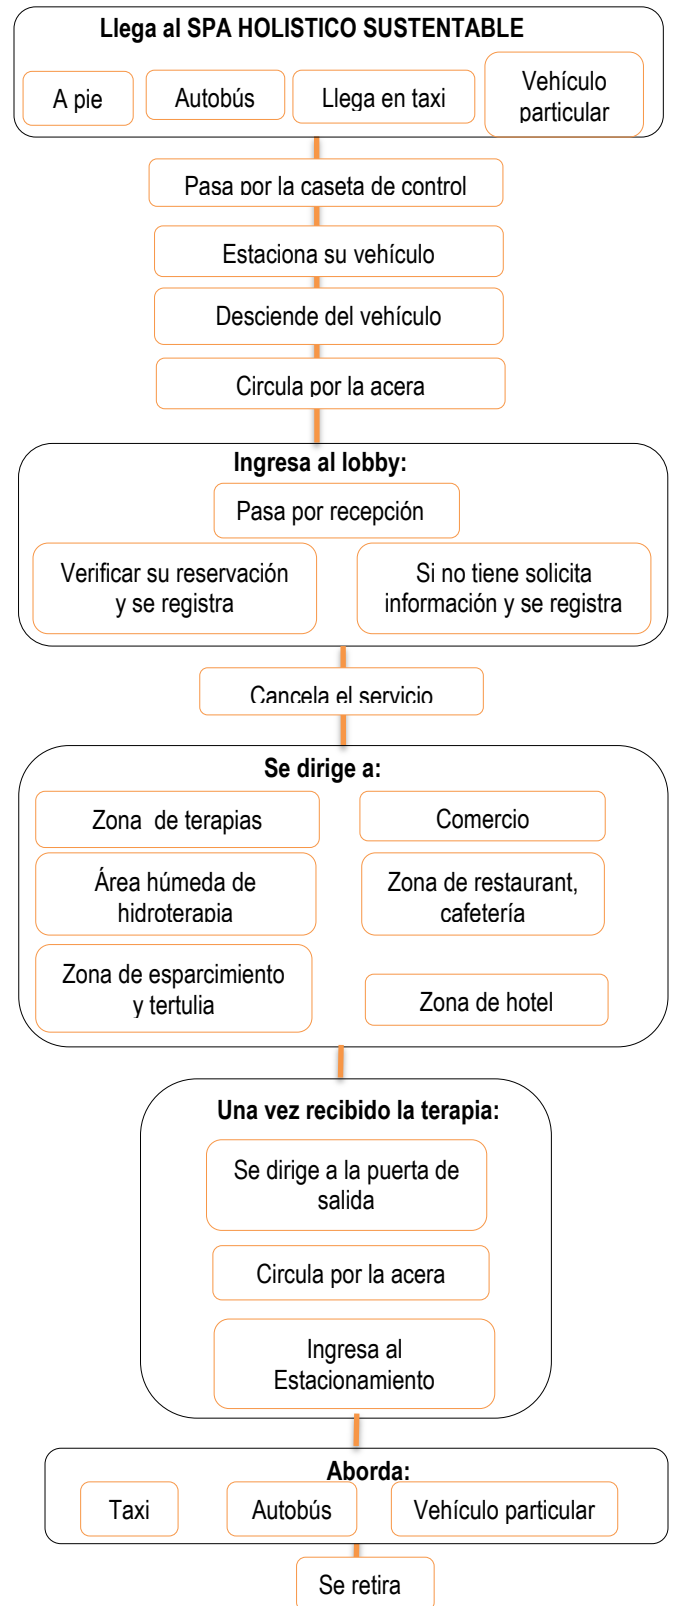 Llega al SPA HOLISTICO SUSTENTABLE
A pie
Autobús
Llega en taxi
Vehículo
particular
Pasa por la caseta de control
Estaciona su vehículo
Desciende del vehículo
Circula por la acera
Ingresa al lobby:
Pasa por recepción
Verificar su reservación
y se registra
Si no tiene solicita
información y se registra
Cancela el servicio
Se dirige a:
Zona de terapias
Comercio
Área húmeda de
hidroterapia
Zona de restaurant,
cafetería
Zona de esparcimiento
y tertulia
Zona de hotel
Una vez recibido la terapia:
Se dirige a la puerta de
salida
Circula por la acera
Ingresa al
Estacionamiento
Aborda:
Taxi
Autobús
Vehículo particular
Se retira